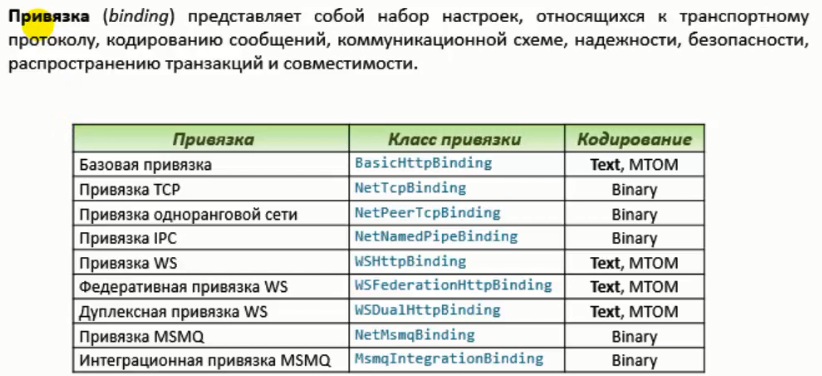 Привязка (binding) представляет собой набор настроек, относящихся к транспортному
протоколу, кодированию сообщений, коммуникационной схеме, надежности, безопасности,
распространению транзакций и совместимости.
Привязка Класс привязки Кодирование
Базовая привязка BasicHttpBinding Text, MTOM
Привязка TCP NetTcpBinding Binary
Привязка одноранговой сети NetPeerTcpBinding Binary
Привязка IPC NetNamedPipeBinding Binary
Привязка WS WSHttpBinding Text, MTOM
Федеративная привязка WS WSFederationHttpBinding Text, MTOM
Дуплексная привязка WS WSDualHttpBinding Text, MTOM
Привязка MSMQ NetMsmqBinding Binary
Интеграционная привязка MSMQ MsmqIntegrationBinding Binary